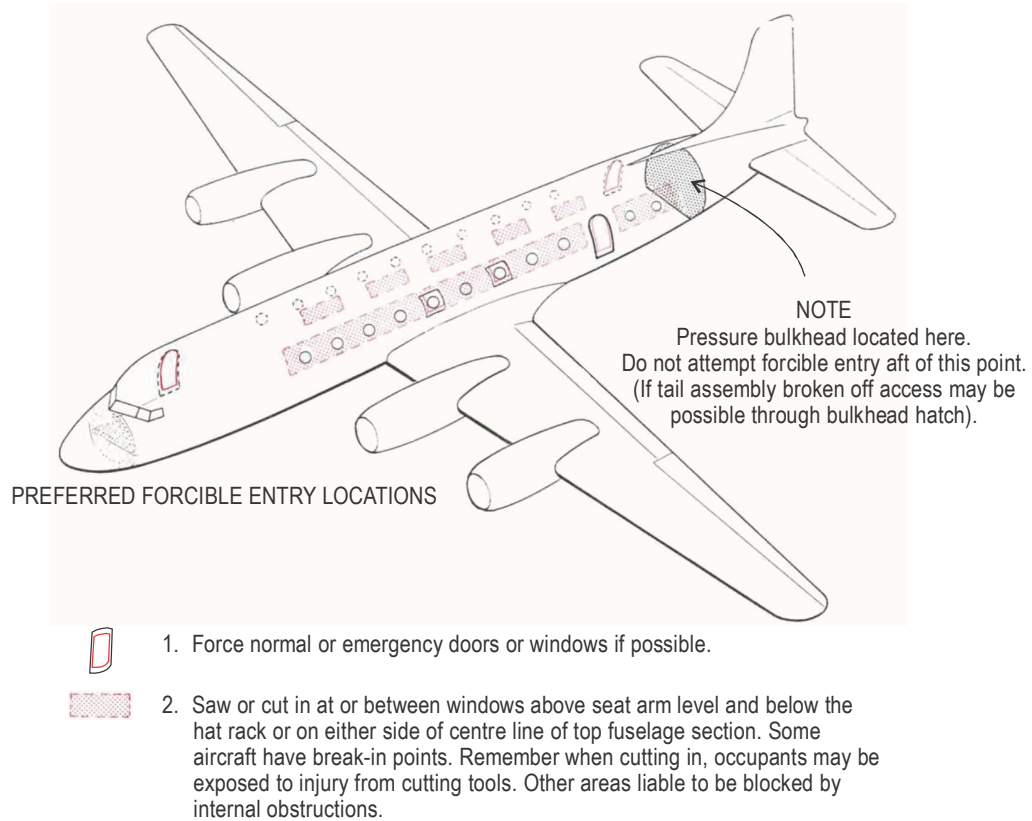 NOTE
Pressure bulkhead located here.
Do not attempt forcible entry aft of this point.
(If tail assembly broken off access may be
possible through bulkhead hatch).
PREFERRED FORCIBLE ENTRY LOCATIONS
1. Force normal or emergency doors or windows if possible.
2. Saw or cut in at or between windows above seat arm level and below the
hat rack or on either side of centre line of top fuselage section. Some
aircraft have break-in points. Remember when cutting in, occupants may be
exposed to injury from cutting tools. Other areas liable to be blocked by
internal obstructions.